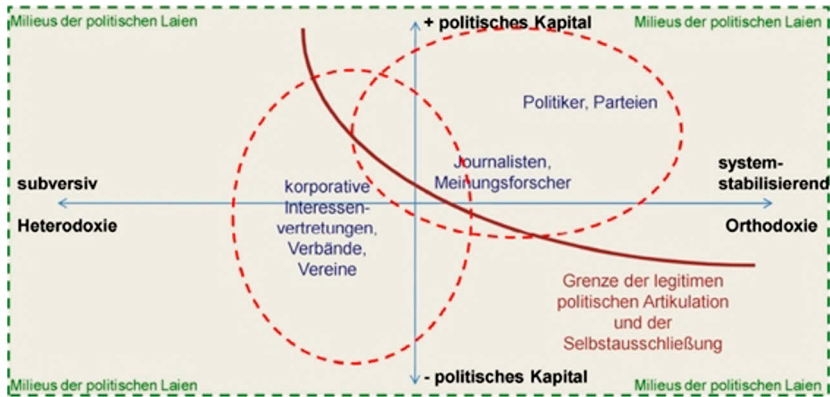 Milieus der politischen Laien
+ politisches Kapital
Milieus der politischen Laien
Politiker, Parteien
Journalisten,
Meinungsforscher
system-
stabilisierend
subversiv
korporative
Interessen-
vertretungen,
Verbände,
Vereine
Heterodoxie
Orthodoxie
Grenze der legitimen
politischen Artikulation
und der
Selbstausschließung
Milieus der politischen Laien
- politisches Kapital
Milieus der politischen Laien